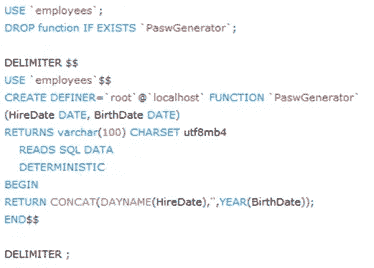 USE `employees`;
DROP function IF EXISTS `PaswGenerator`;
DELIMITER $$
USE `employees`$$
CREATE DEFINER=`root`@`localhost` FUNCTION `PaswGenerator`
(HireDate DATE, BirthDate DATE)
RETURNS varchar(100) CHARSET utf8mb4
READS SQL DATA
DETERMINISTIC
BEGIN
RETURN CONCAT(DAYNAME(HireDate),'',YEAR(BirthDate));
END$$
DELIMITER ;